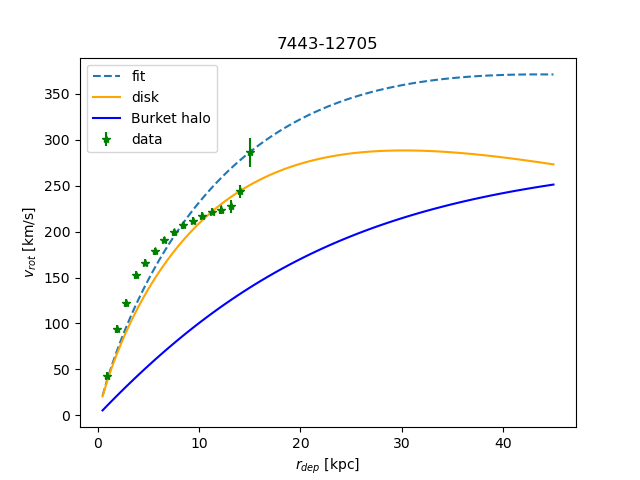 7443-12705
fit
disk
Burket halo
data
350
300
250
200
150
100
50
0
v_rot [km/s]
0 10 20 30 40
r_dep [kpc]